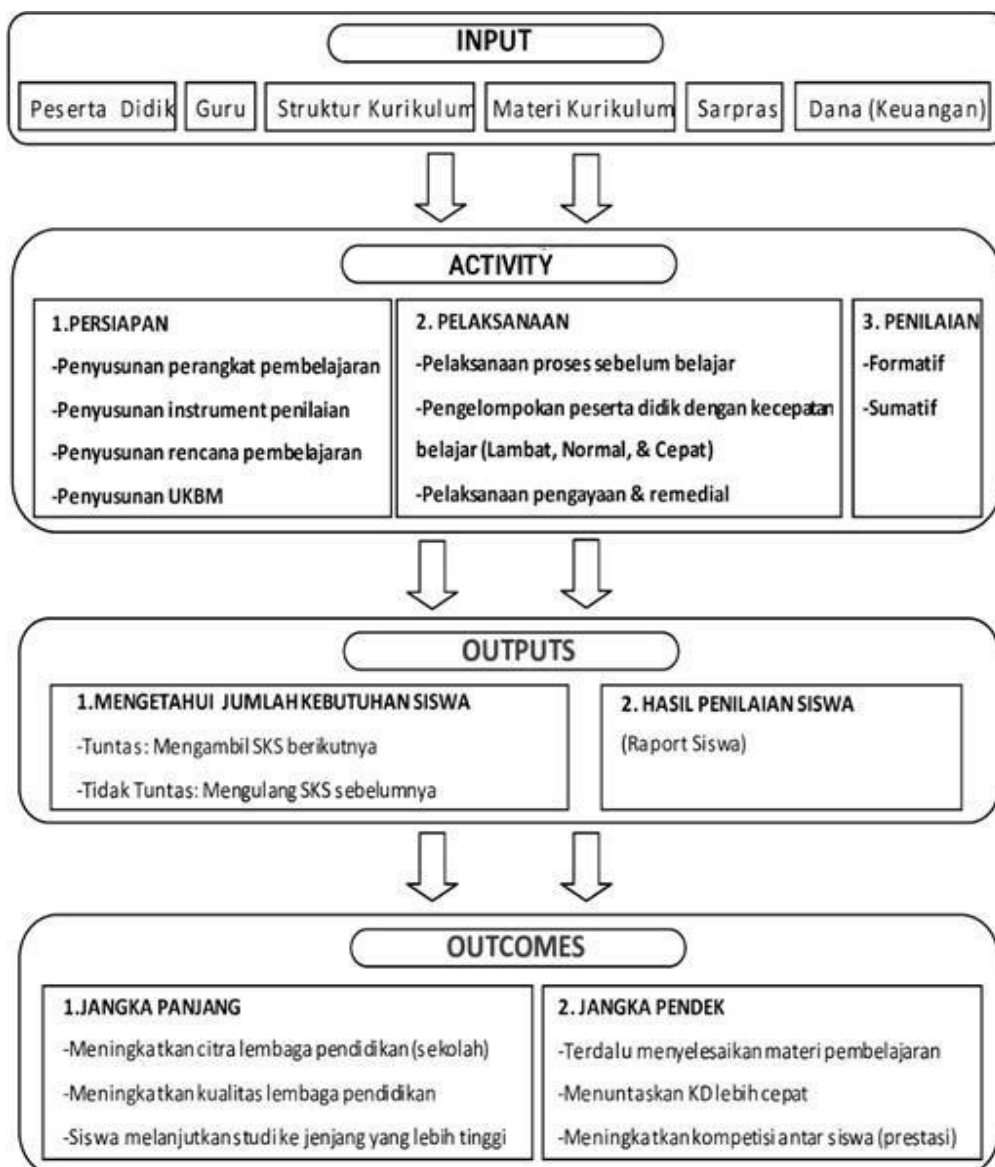 INPUT
Peserta Didik
Guru
Struktur Kurikulum
Materi Kurikulum
Sarpras
Dana (Keuangan)
ACTIVITY
1.PERSIAPAN
-Penyusunan perangkat pembelajaran
-Penyusunan instrument penilaian
-Penyusunan rencana pembelajaran
-Penyusunan UKBM
2. PELAKSANAAN
-Pelaksanaan proses sebelum belajar
-Pengelompokan peserta didik dengan kecepatan
belajar (Lambat, Normal, & Cepat)
-Pelaksanaan pengayaan & remedial
3. PENILAIAN
-Formatif
-Sumatif
OUTPUTS
1.MENGETAHUI JUMLAH KEBUTUHAN SISWA
-Tuntas: Mengambil SKS berikutnya
-Tidak Tuntas: Mengulang SKS sebelumnya
2. HASIL PENILAIAN SISWA
(Raport Siswa)
OUTCOMES
1.JANGKA PANJANG
-Meningkatkan citra lembaga pendidikan (sekolah)
-Meningkatkan kualitas lembaga pendidikan
-Siswa melanjutkan studi ke jenjang yang lebih tinggi
2. JANGKA PENDEK
-Terdalu menyelesaikan materi pembelajaran
-Menuntaskan KD lebih cepat
-Meningkatkan kompetisi antar siswa (prestasi)